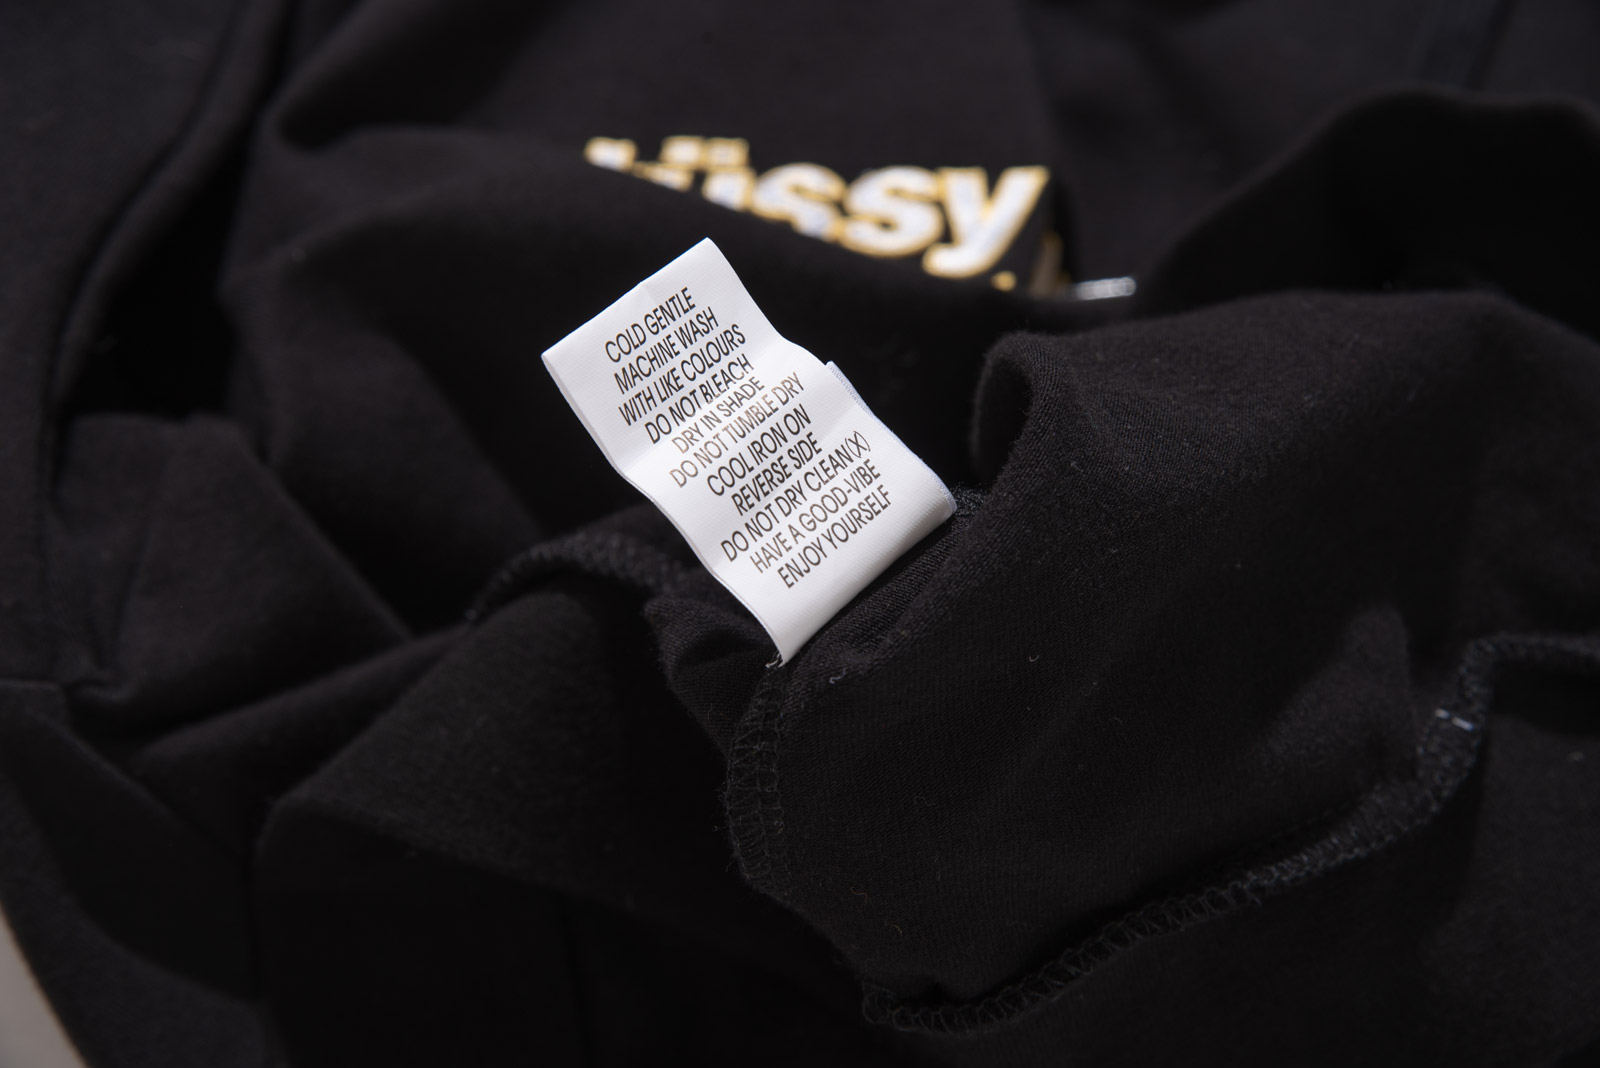 üssy
COLD GENTLE
MACHINE WASH
WITH LIKE COLOURS
DO NOT BLEACH
DRY IN SHADE
DO NOT TUMBLE DRY
COOL IRON ON
REVERSE SIDE
DO NOT DRY CLEAN(X)
HAVE A GOOD-VIBE
ENJOY YOURSELF